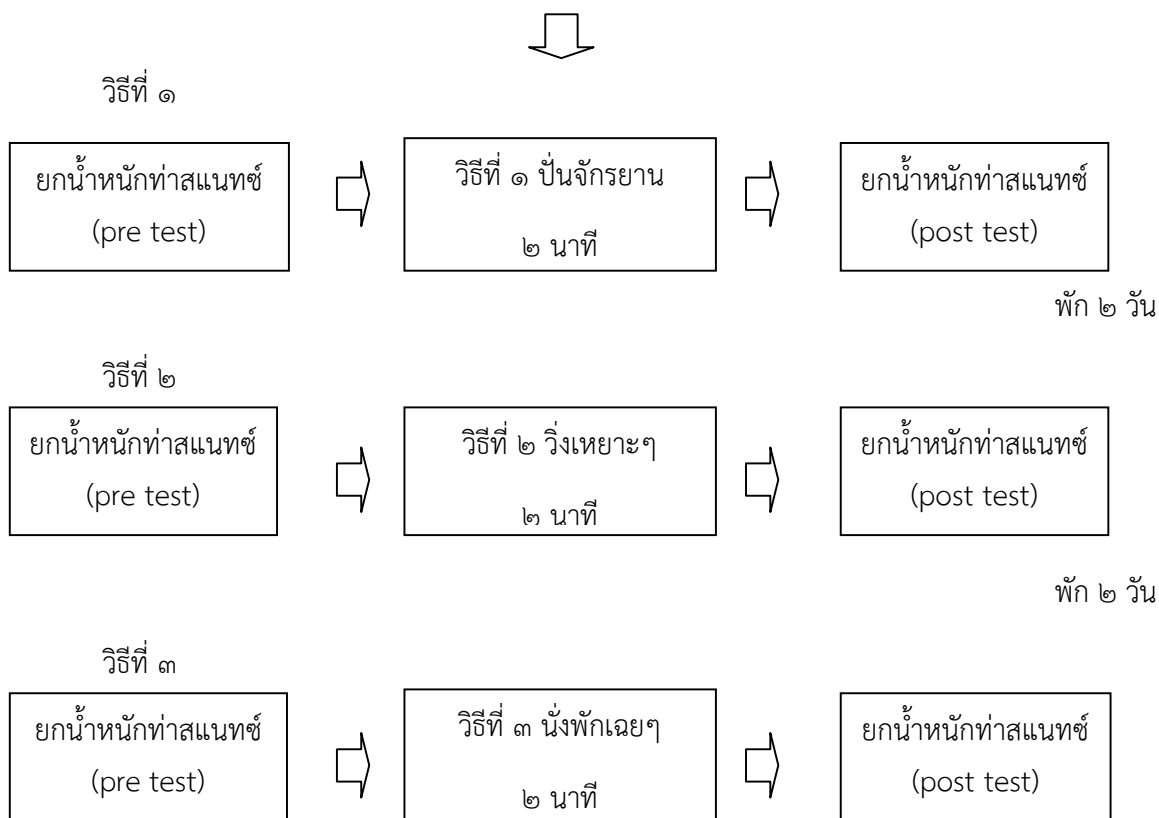 วิธีที่ ๑
ยกน้ำหนักท่าสแนทซ์
(pre test)
วิธีที่ ๑ ปั่นจักรยาน
๒ นาที
ยกน้ำหนักท่าสแนทซ์
(post test)
พัก ๒ วัน
วิธีที่ ๒
ยกน้ำหนักท่าสแนทซ์
(pre test)
วิธีที่ ๒ วิ่งเหยาะๆ
๒ นาที
ยกน้ำหนักท่าสแนทซ์
(post test)
พัก ๒ วัน
วิธีที่ ๓
ยกน้ำหนักท่าสแนทซ์
(pre test)
วิธีที่ ๓ นั่งพักเฉยๆ
๒ นาที
ยกน้ำหนักท่าสแนทซ์
(post test)